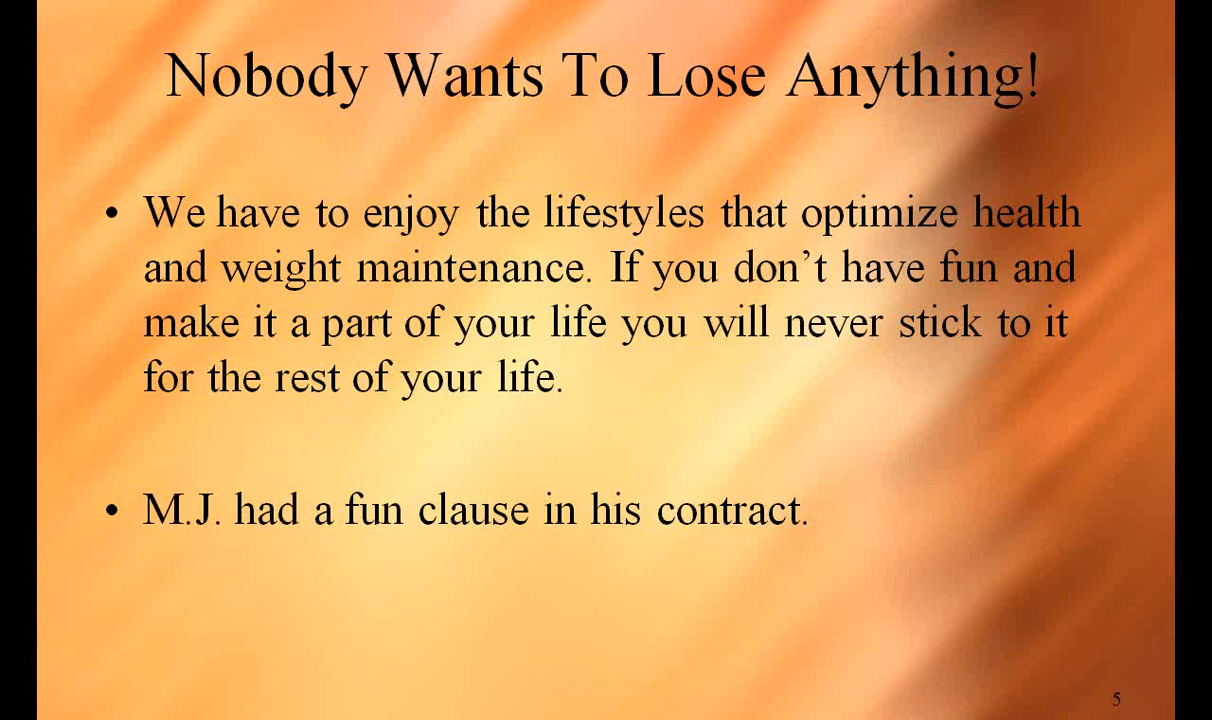 Nobody Wants To Lose Anything!
• We have to enjoy the lifestyles that optimize health
and weight maintenance. If you don’t have fun and
make it a part of your life you will never stick to it
for the rest of your life.
• M.J. had a fun clause in his contract.
5